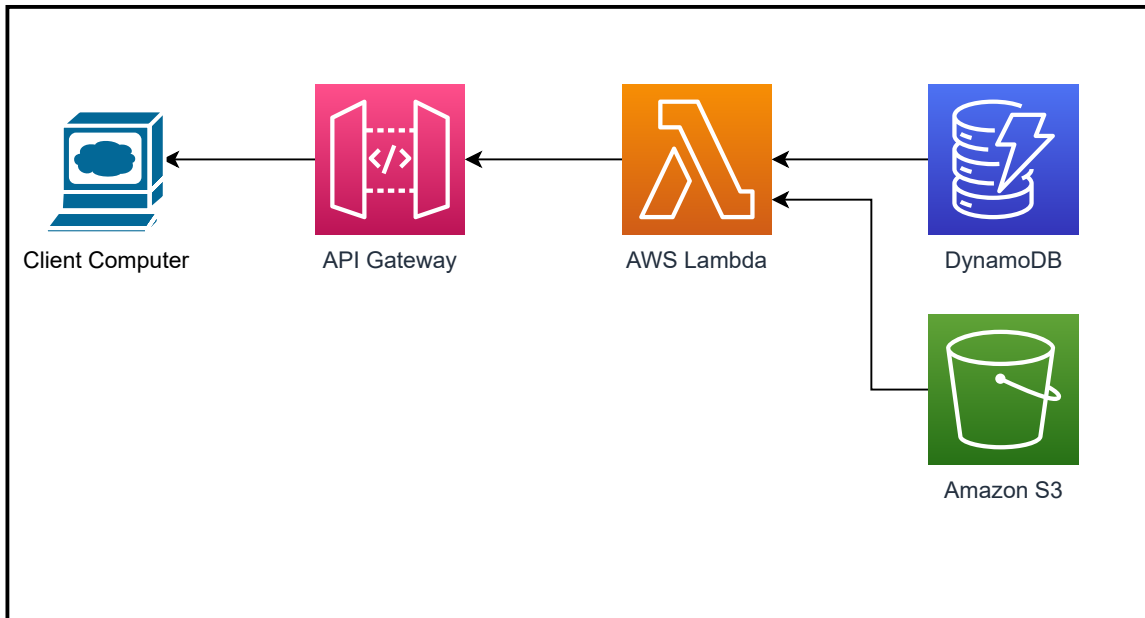 Client Computer
API Gateway
</>
AWS Lambda
DynamoDB
Amazon S3